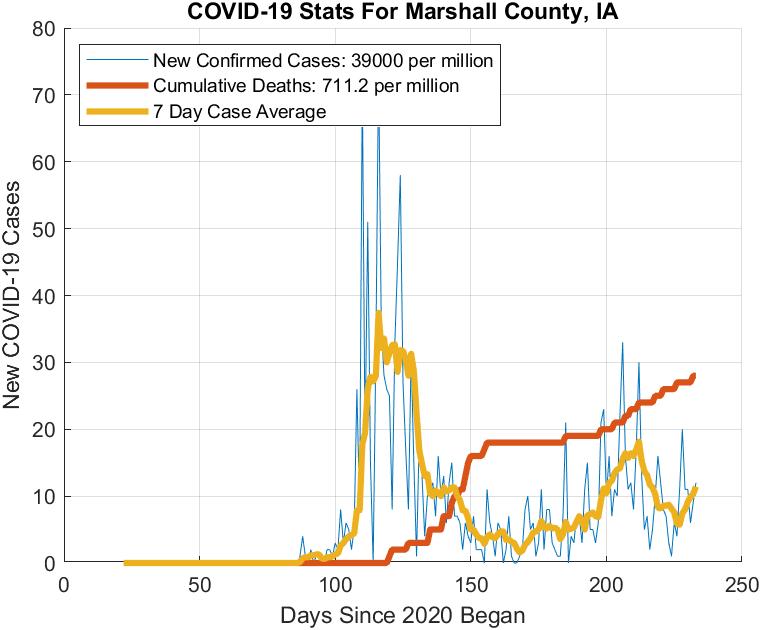 COVID-19 Stats For Marshall County, IA
New Confirmed Cases: 39000 per million
Cumulative Deaths: 711.2 per million
7 Day Case Average
New COVID-19 Cases
80
70
60
50
40
30
20
10
0
0 50 100 150 200 250
Days Since 2020 Began